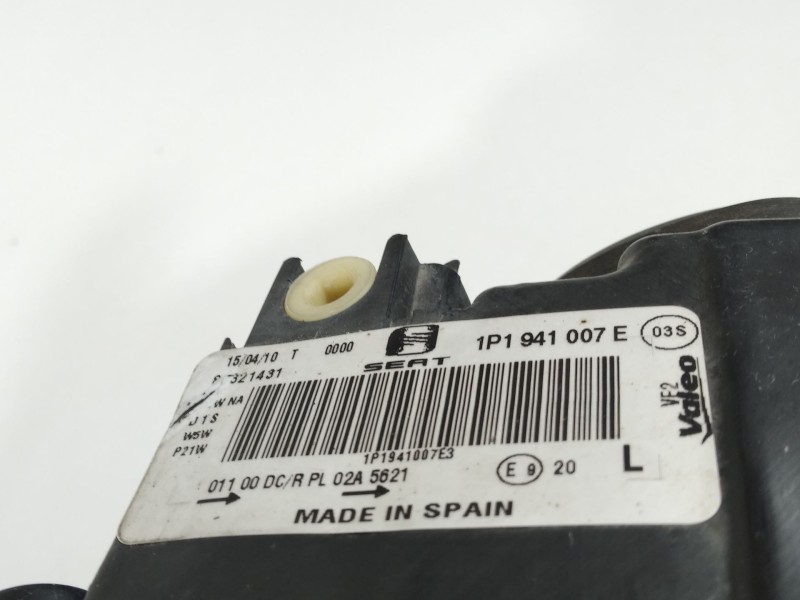 15/04/10 T 0000
SEAT
1P1 941 007 E
03S
321431
W NA
1 S
W5W
P21W
1P1941007E3
VF2
Valeo
011 00 DC/R PL 02A 5621
E 9 20
L
MADE IN SPAIN